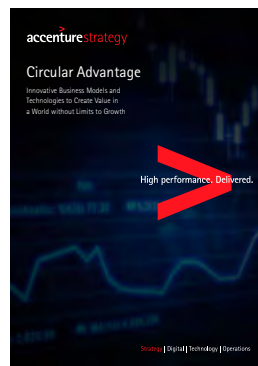 accenturestrategy
Circular Advantage
Innovative Business Models and
Technologies to Create Value in
a World without Limits to Growth
High performance. Delivered.
Strategy | Digital | Technology | Operations